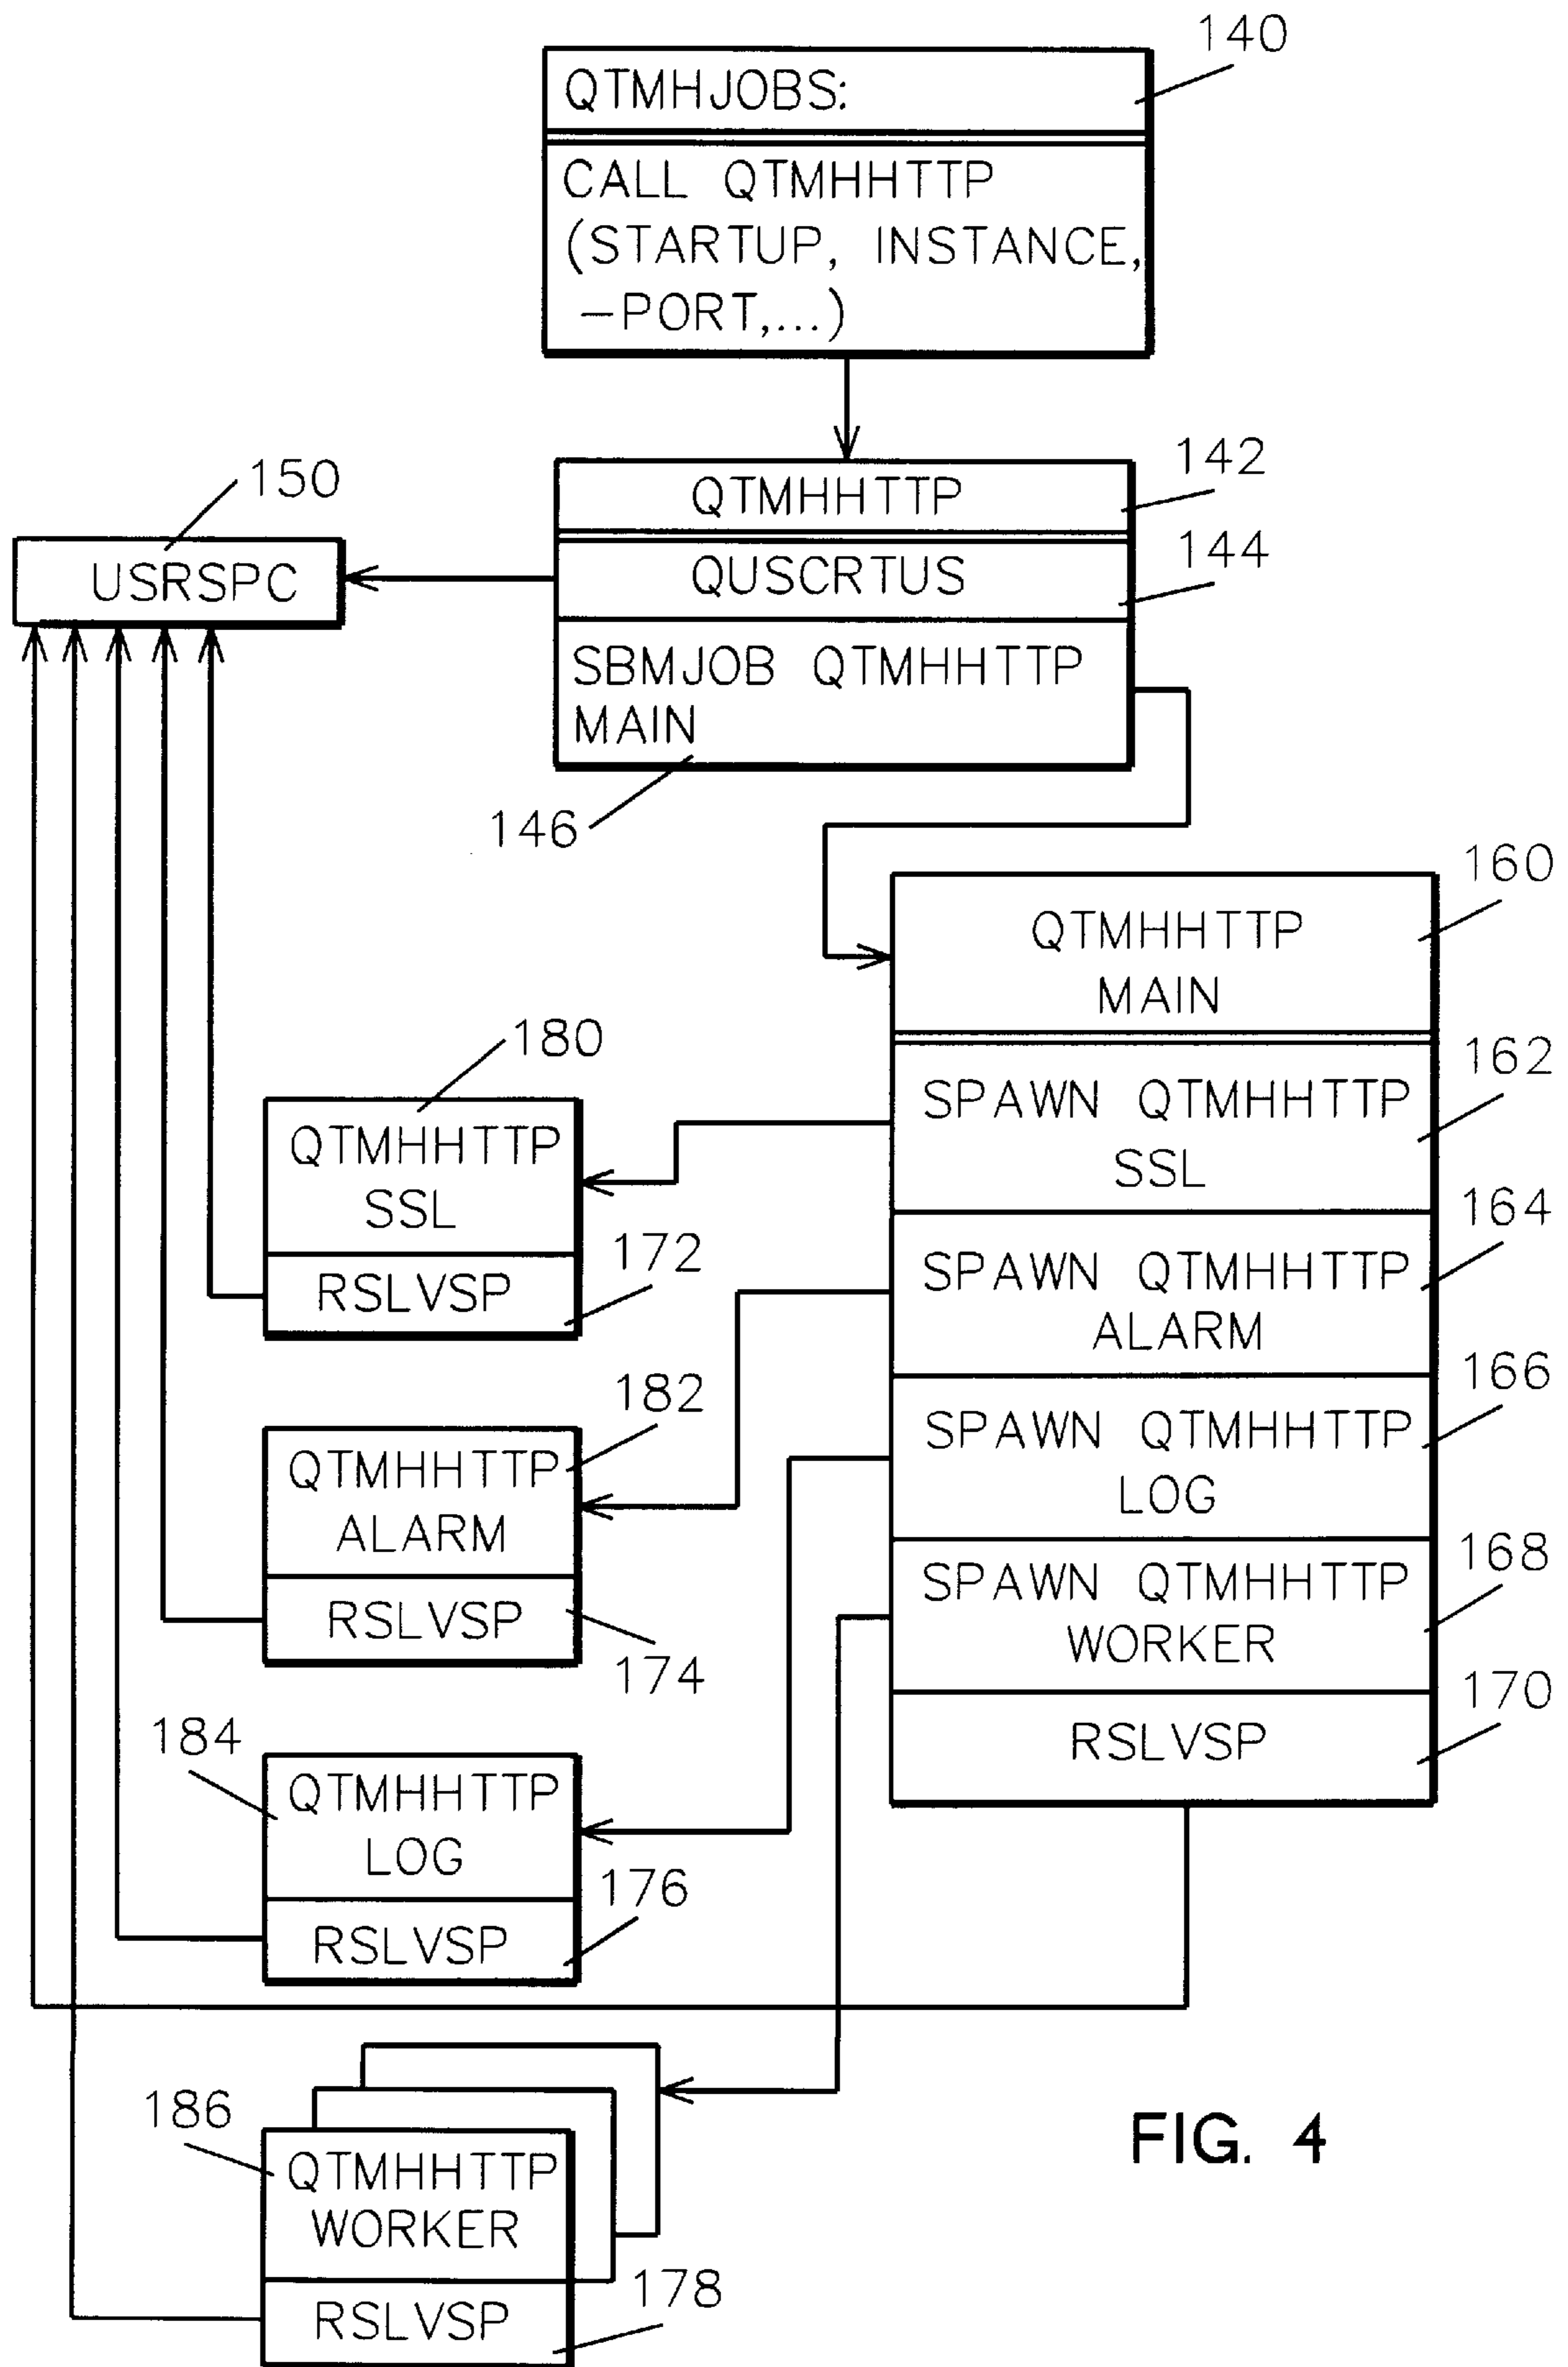 140
QTMHJOBS:
CALL QTMHHTTP
(STARTUP, INSTANCE,
-PORT,...)
142
QTMHHTTP
150
144
USRSPC
QUSCRTUS
SBMJOB QTMHHTTP
MAIN
146
160
QTMHHTTP
MAIN
180
162
QTMHHTTP
SSL
SPAWN QTMHHTTP
SSL
172
RSLVSP
164
SPAWN QTMHHTTP
ALARM
182
166
QTMHHTTP
ALARM
SPAWN QTMHHTTP
LOG
RSLVSP
174
168
SPAWN QTMHHTTP
WORKER
170
RSLVSP
184
QTMHHTTP
LOG
176
RSLVSP
186
QTMHHTTP
WORKER
178
RSLVSP
FIG. 4